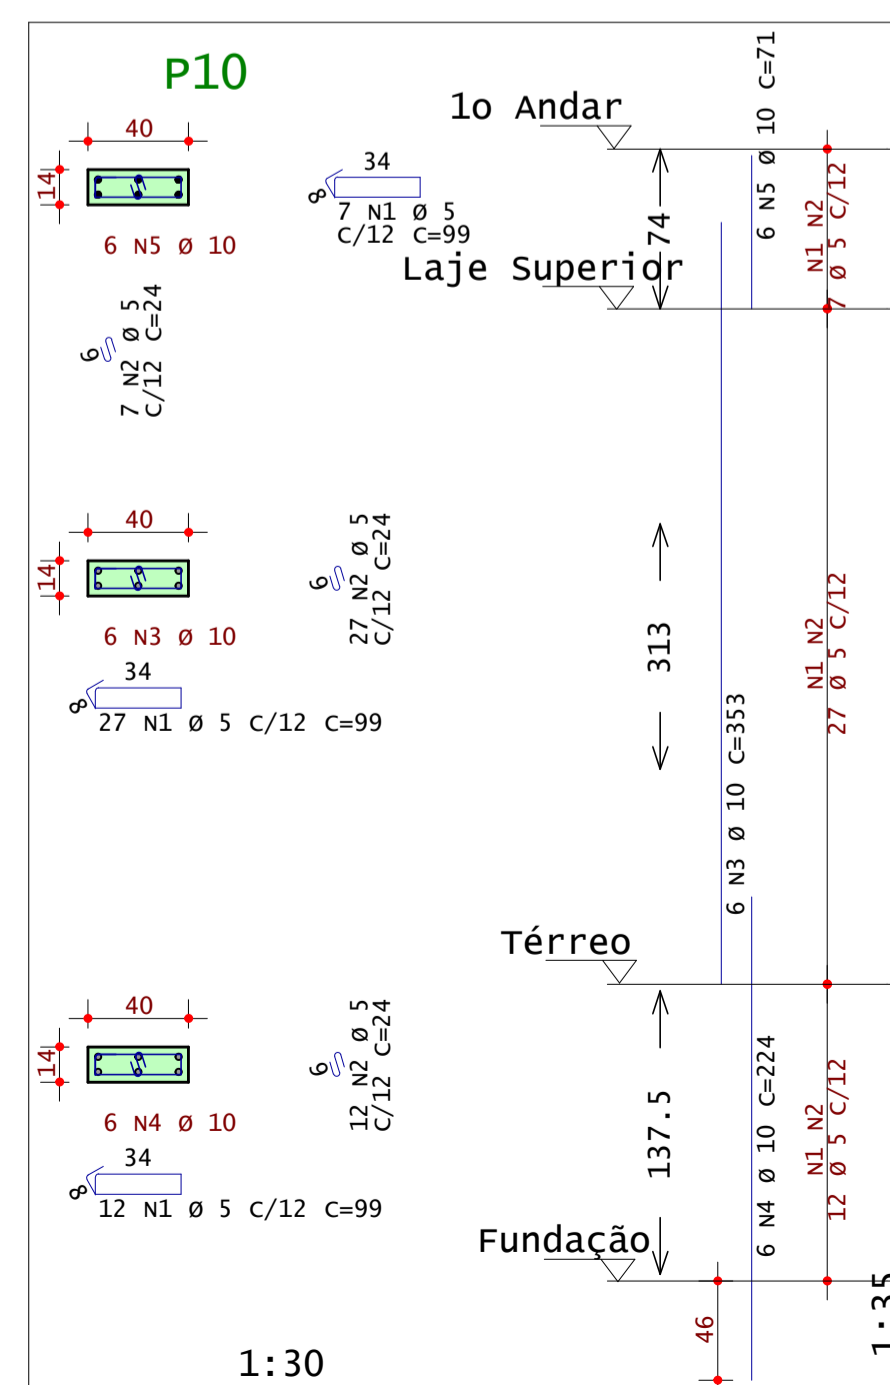 P10
40
14
6 N5 Ø 10
34
8
7 N1 Ø 5
C/12 C=99
6
7 N2 Ø 5
C/12 C=24
40
14
6 N3 Ø 10
6
27 N2 Ø 5
C/12 C=24
34
8
27 N1 Ø 5 C/12 C=99
40
14
6 N4 Ø 10
6
12 N2 Ø 5
C/12 C=24
34
8
12 N1 Ø 5 C/12 C=99
1:30
1o Andar
74
Laje Superior
313
Térreo
137.5
Fundação
46
6 N5 Ø 10 C=71
6 N3 Ø 10 C=353
6 N4 Ø 10 C=224
N1 N2
7 Ø 5 C/12
N1 N2
27 Ø 5 C/12
N1 N2
12 Ø 5 C/12
1:35